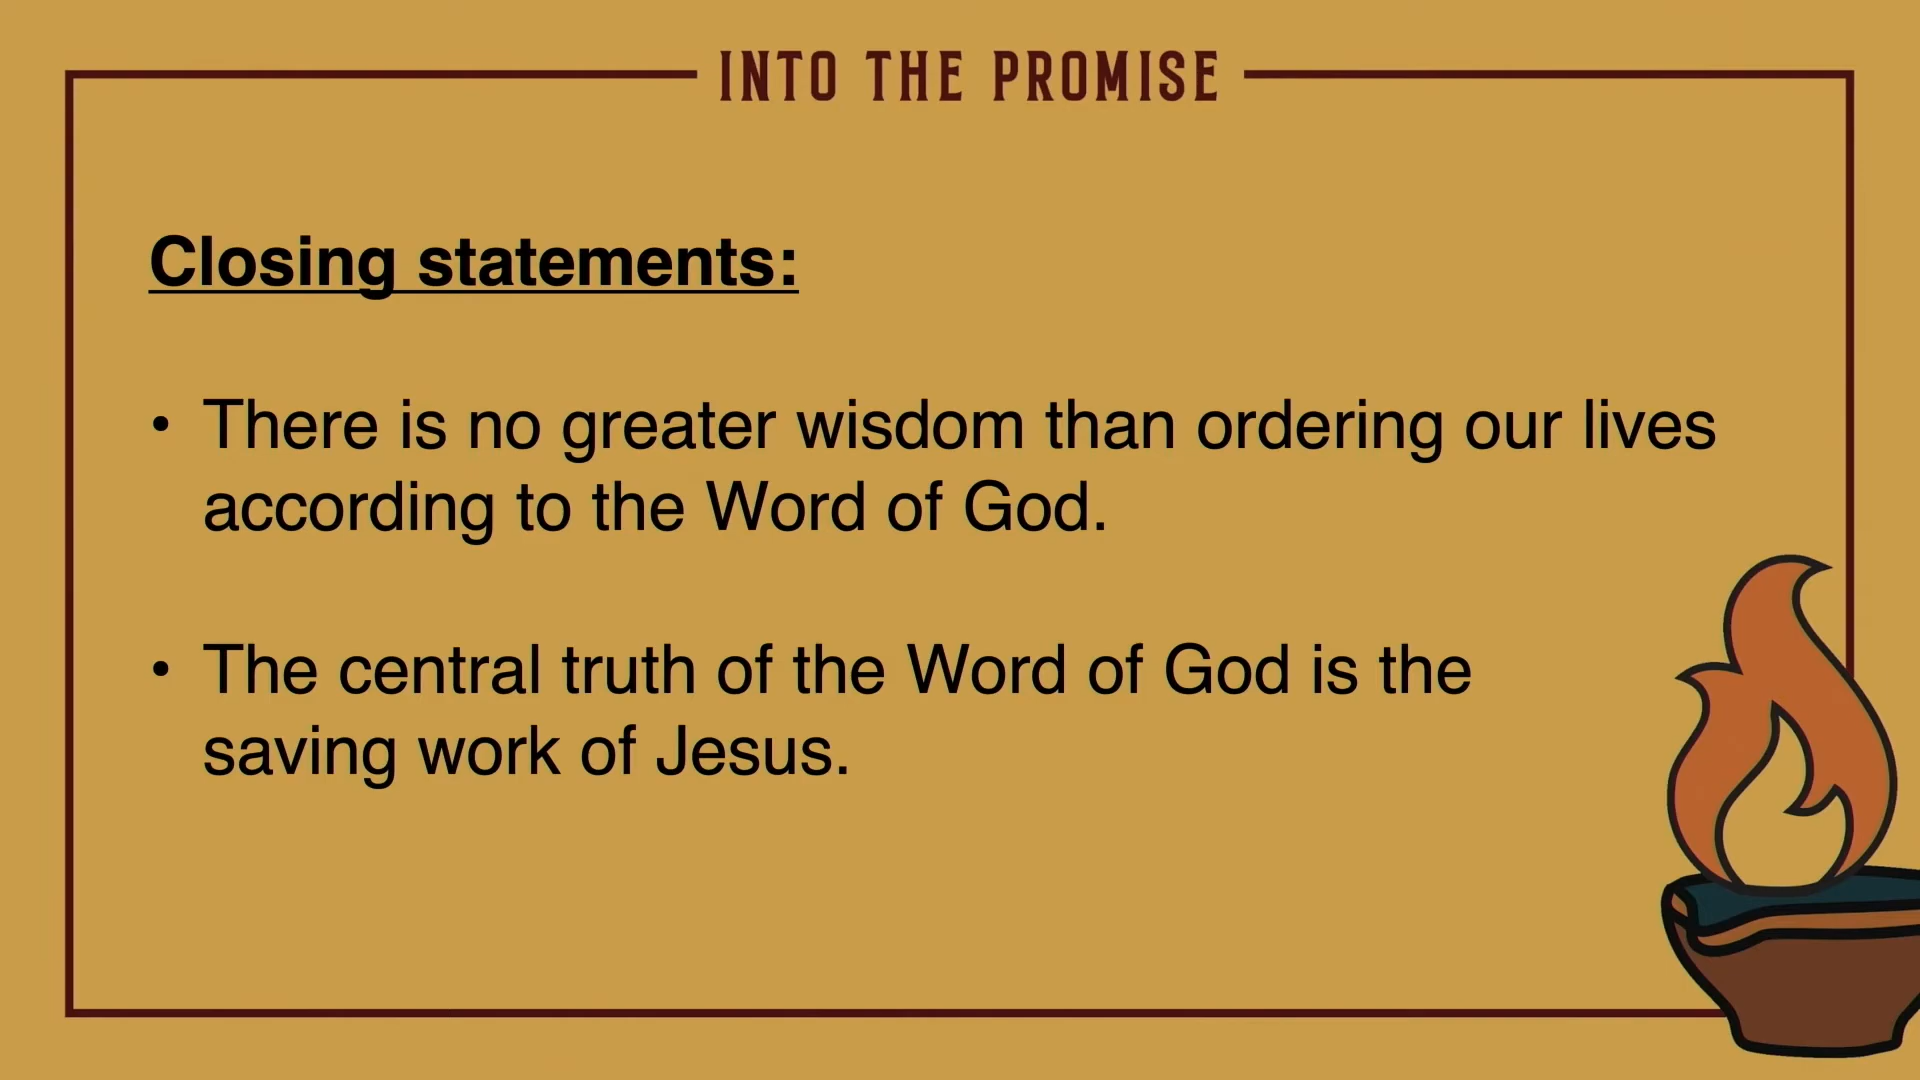 INTO THE PROMISE
Closing statements:
• There is no greater wisdom than ordering our lives
according to the Word of God.
• The central truth of the Word of God is the
saving work of Jesus.